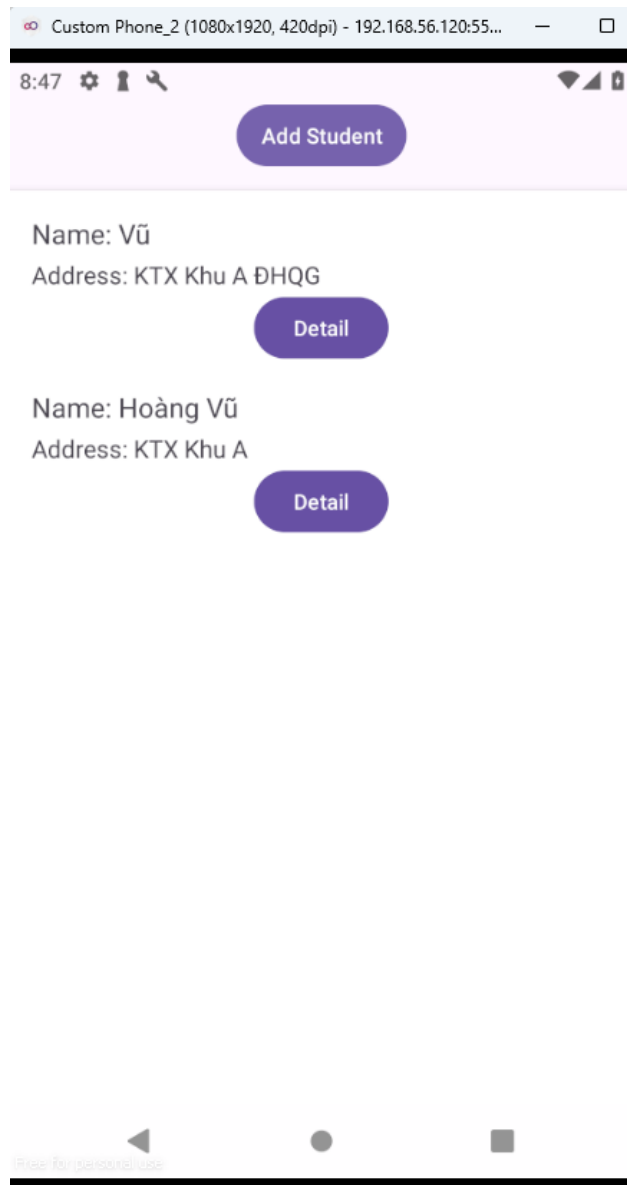 Custom Phone_2 (1080x1920, 420dpi) - 192.168.56.120:55...
8:47
Add Student
Name: Vũ
Address: KTX Khu A ĐHQG
Detail
Name: Hoàng Vũ
Address: KTX Khu A
Detail
Free for personal use